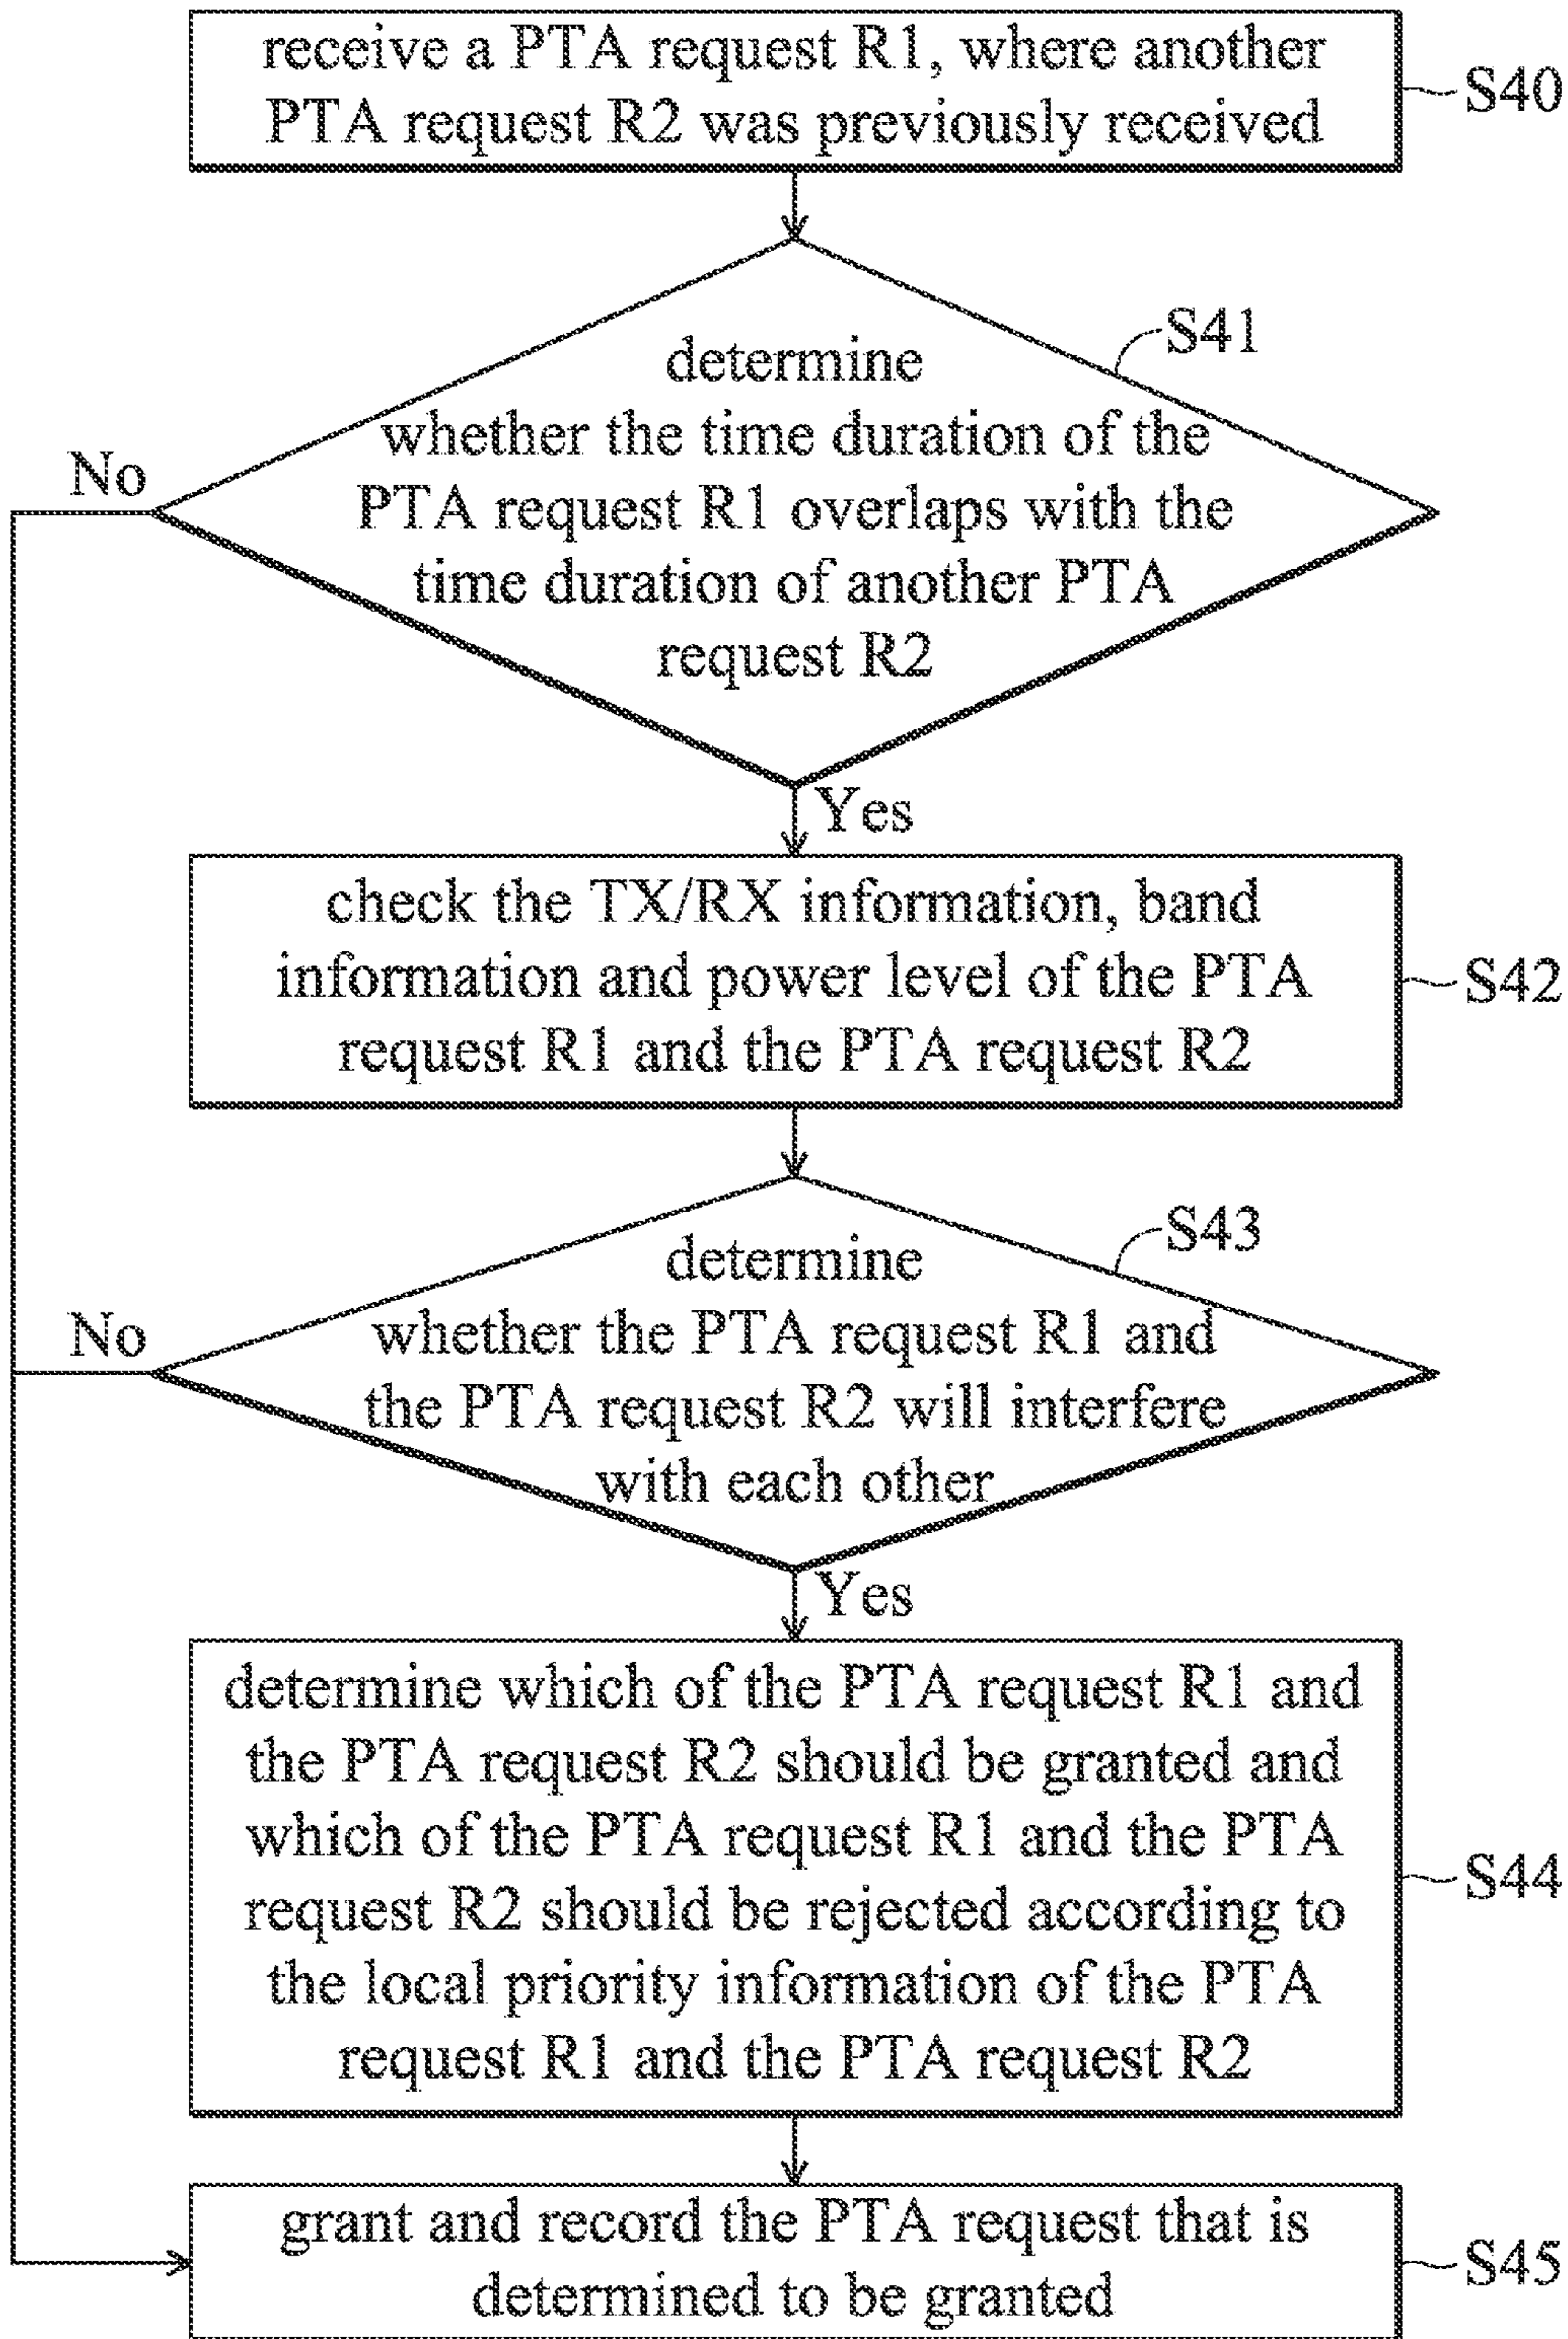 receive a PTA request R1, where another
PTA request R2 was previously received
S40
S41
determine
whether the time duration of the
PTA request R1 overlaps with the
time duration of another PTA
request R2
No
Yes
check the TX/RX information, band
information and power level of the PTA
request R1 and the PTA request R2
S42
S43
determine
whether the PTA request R1 and
the PTA request R2 will interfere
with each other
No
Yes
determine which of the PTA request R1 and
the PTA request R2 should be granted and
which of the PTA request R1 and the PTA
request R2 should be rejected according to
the local priority information of the PTA
request R1 and the PTA request R2
S44
grant and record the PTA request that is
determined to be granted
S45